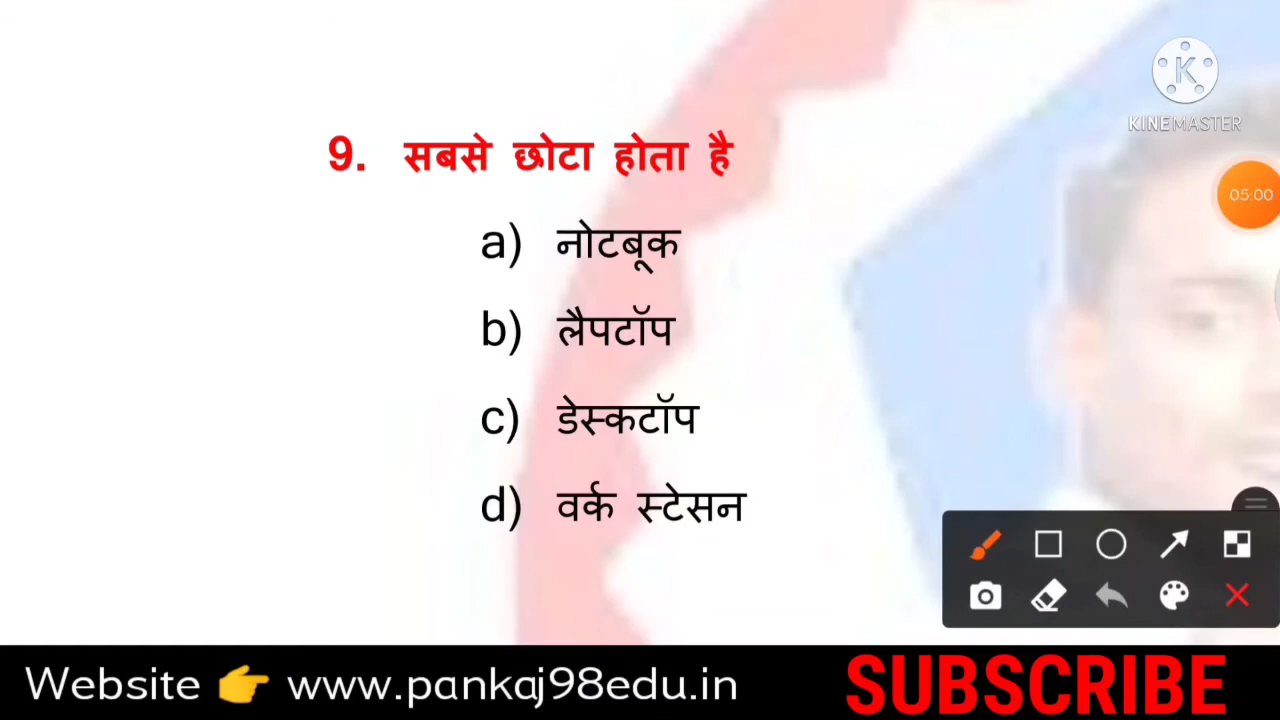 KINEMASTER
9. सबसे छोटा होता है
05:00
a) नोटबूक
b) लैपटॉप
c) डेस्कटॉप
d) वर्क स्टेसन
Website 👉 www.pankaj98edu.in
SUBSCRIBE